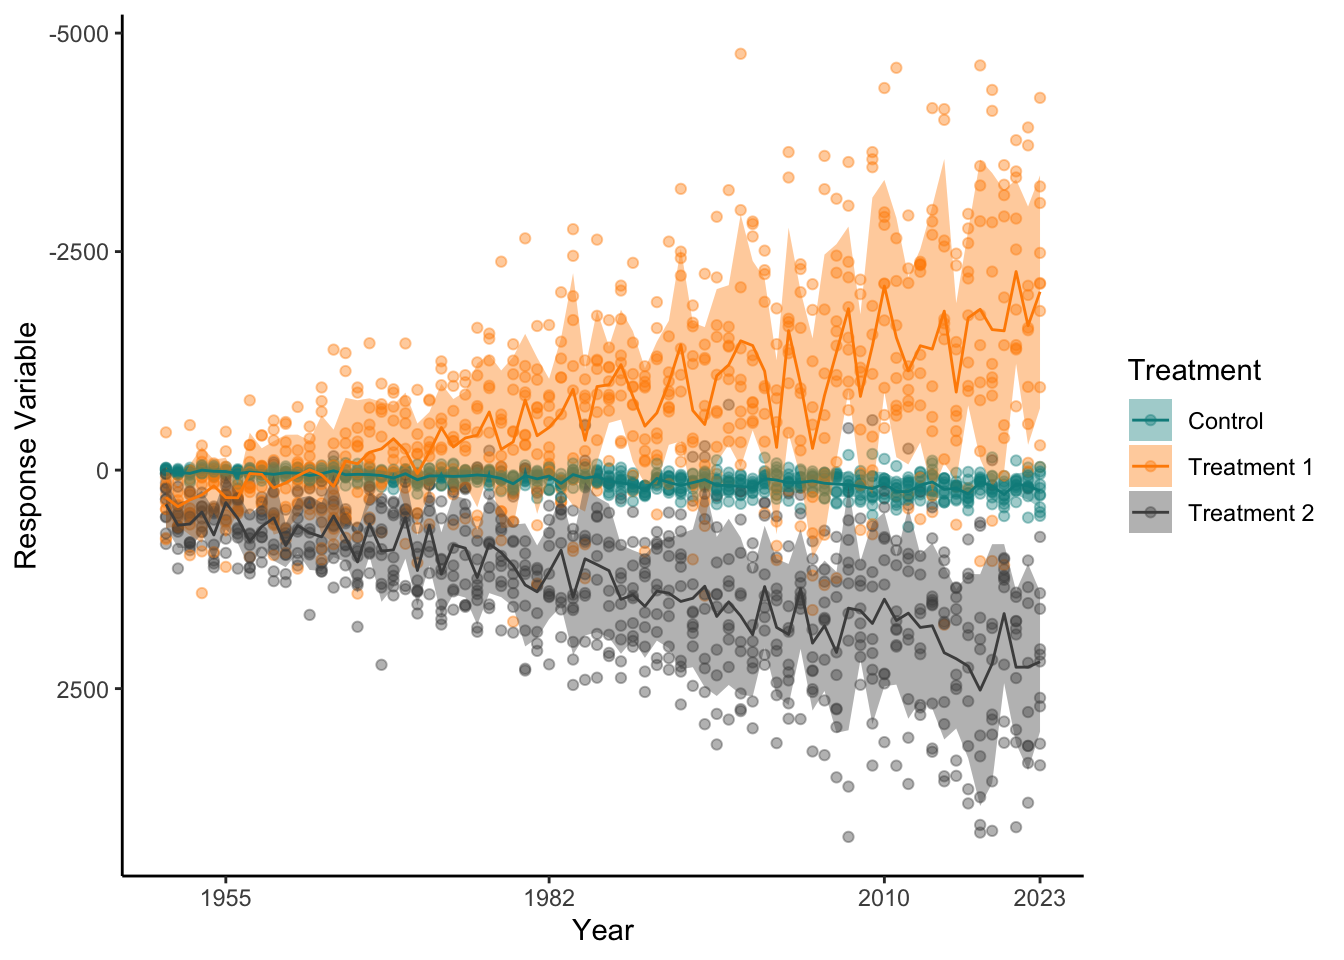 -5000
-2500
0
2500
Response Variable
1955
1982
2010
2023
Year
Treatment
Control
Treatment 1
Treatment 2